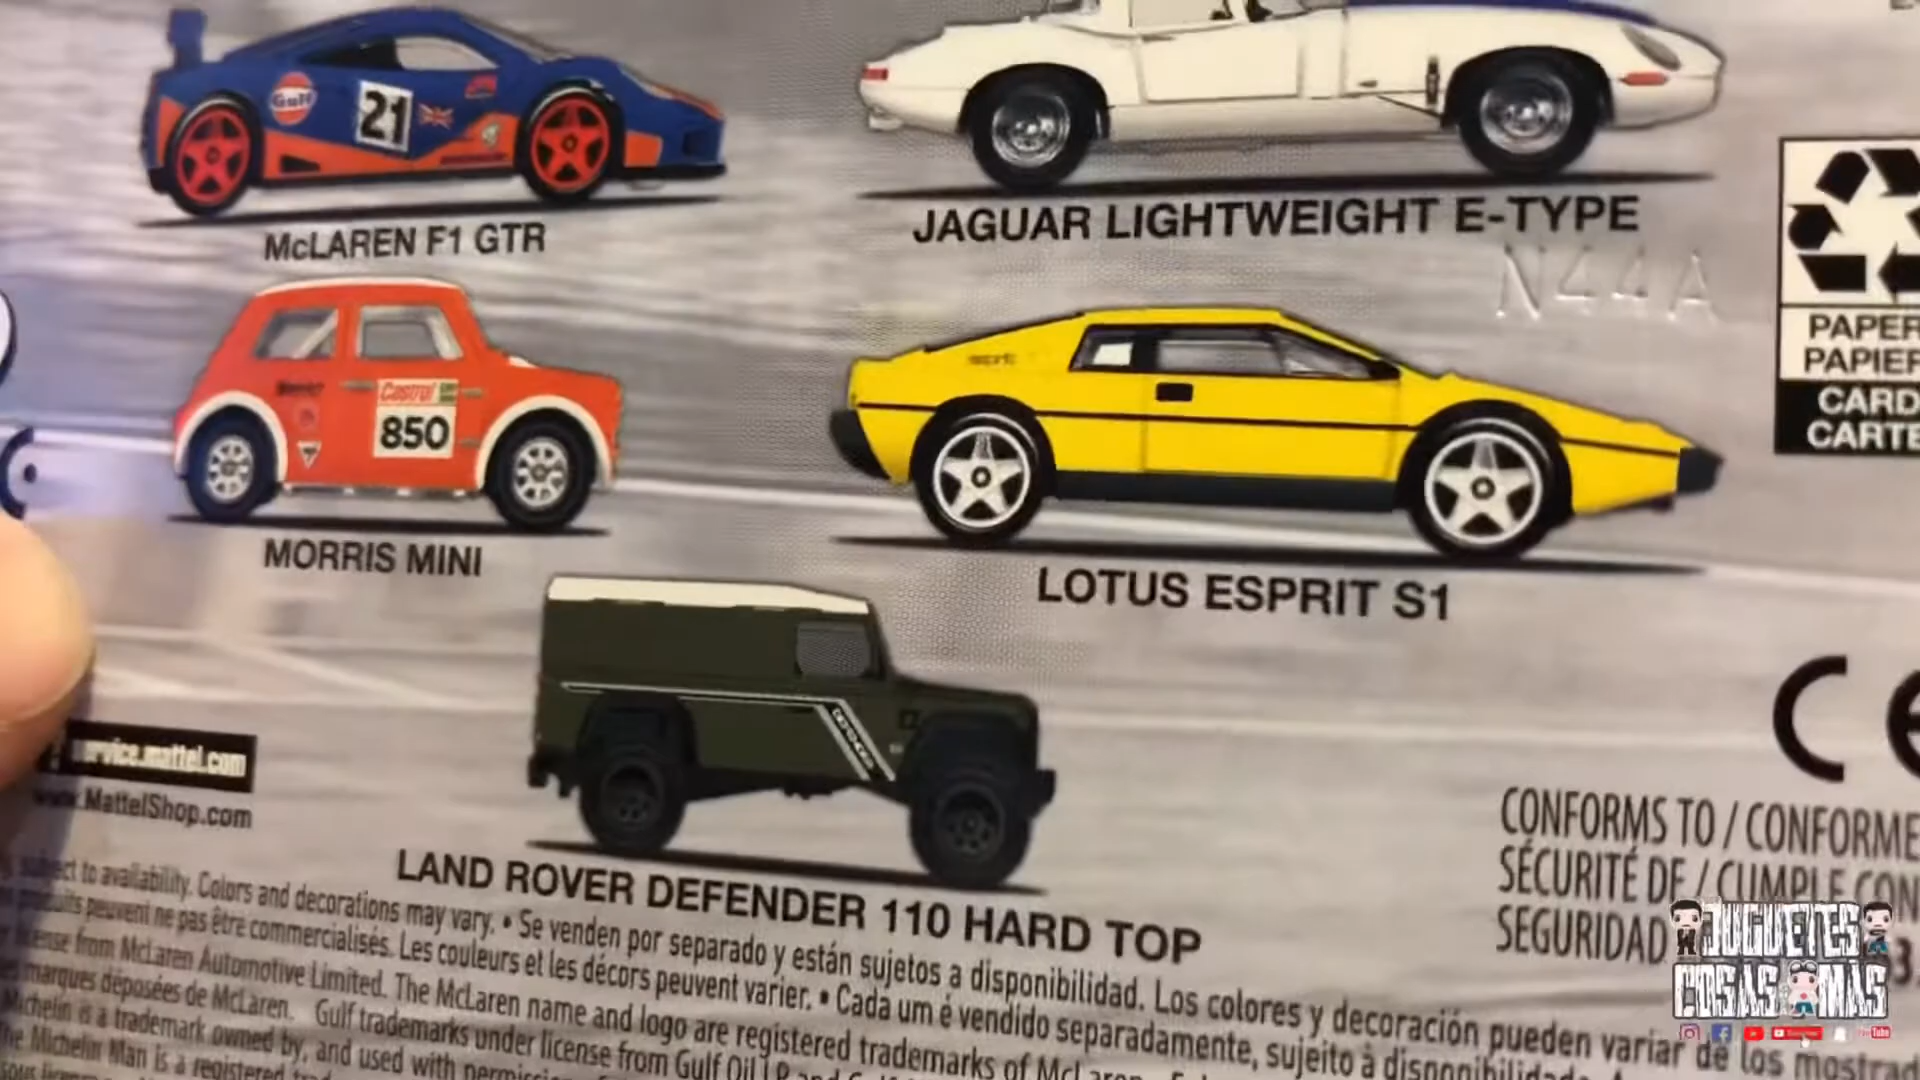 Gulf
21
McLAREN F1 GTR
JAGUAR LIGHTWEIGHT E-TYPE
N44A
PAPER
PAPIER
CARD
CARTE
Castrol
850
MORRIS MINI
LOTUS ESPRIT S1
DEFENDER
LAND ROVER DEFENDER 110 HARD TOP
service.mattel.com
www.MattelShop.com
CE
CONFORMS TO / CONFORME
SÉCURITÉ DE / CUMPLE CON
SEGURIDAD
subject to availability. Colors and decorations may vary. • Se venden por separado y están sujetos a disponibilidad. Los colores y decoración pueden variar de los mostrad
produits peuvent ne pas être commercialisés. Les couleurs et les décors peuvent varier. • Cada um é vendido separadamente, sujeito à disponibilidade.
license from McLaren Automotive Limited. The McLaren name and logo are registered trademarks of McLaren.
marques déposées de McLaren. Gulf trademarks under license from Gulf Oil LP and
Michelin is a trademark owned by, and used with permission
The Michelin Man is a registered
JUGUETES
COSAS Y MÁS